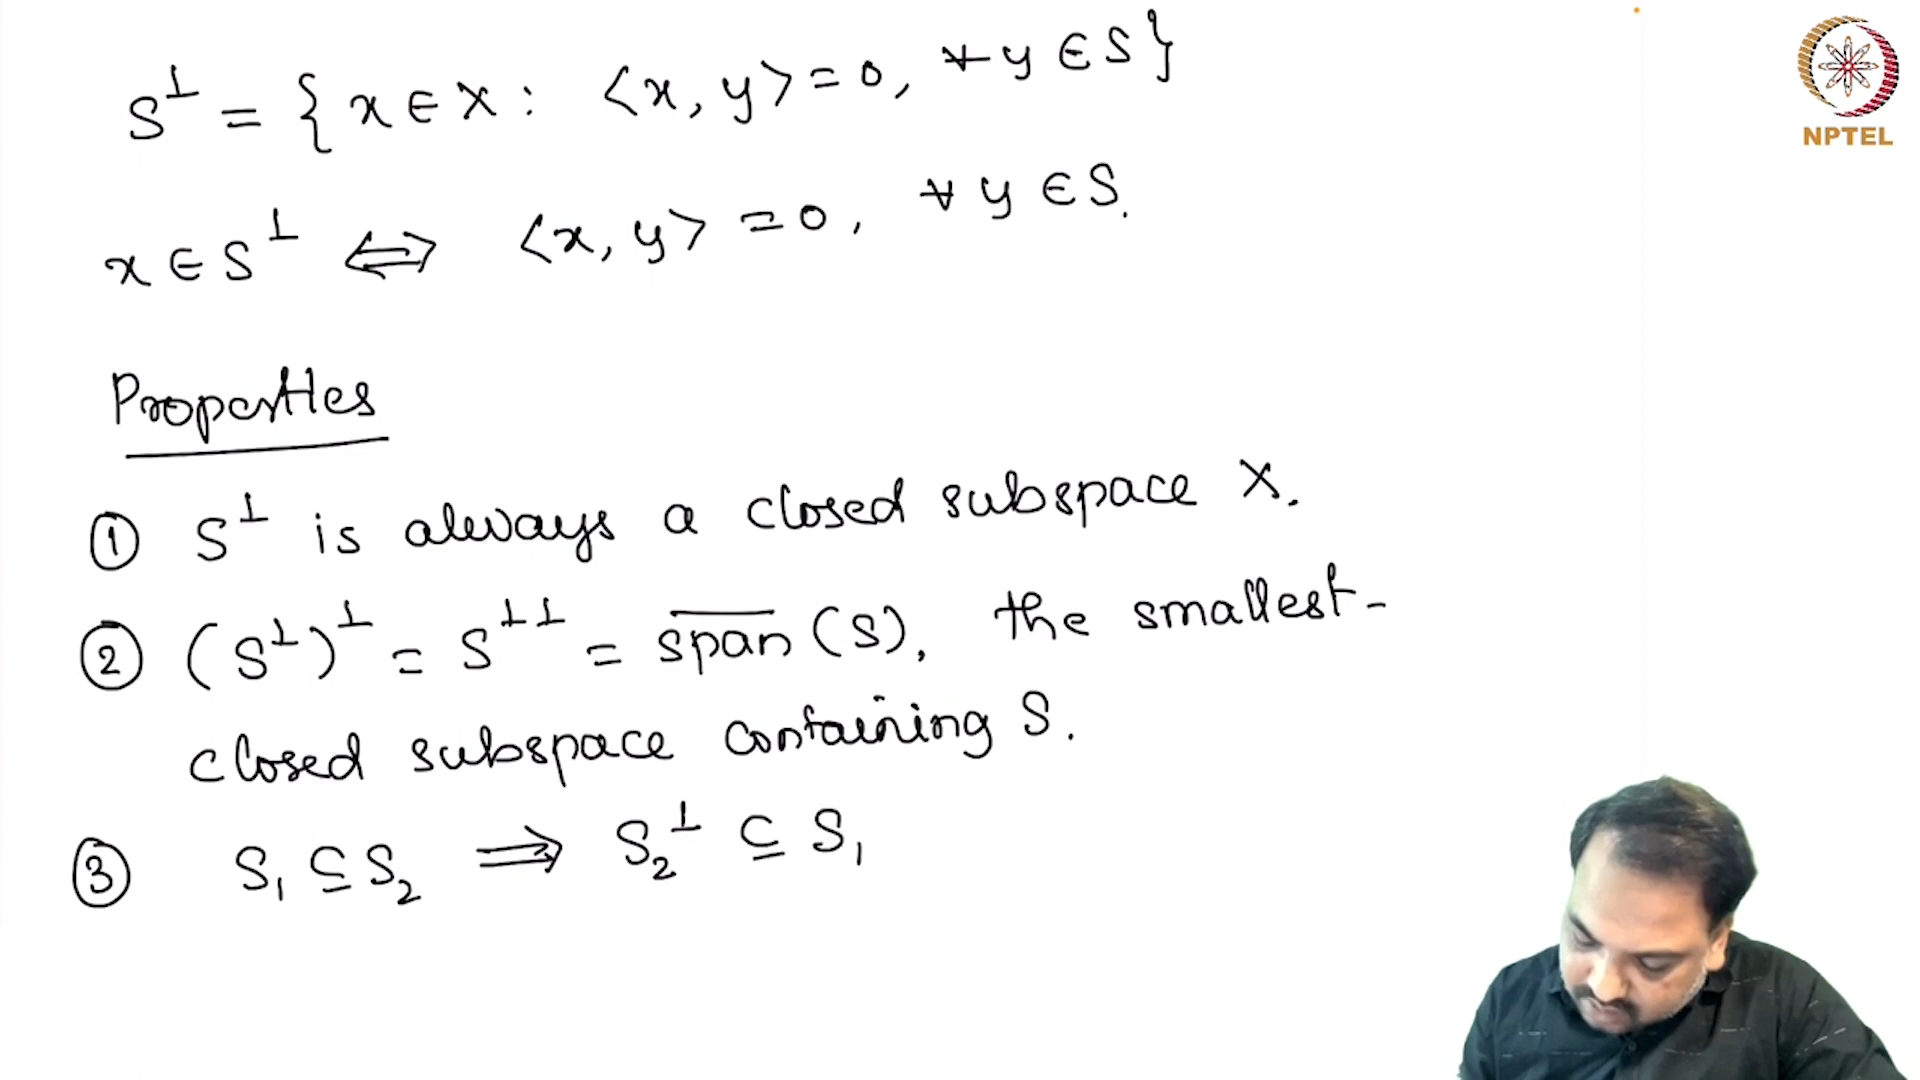 S⊥ = { x ∈ X : <x, y> = 0, ∀ y ∈ S }
NPTEL
x ∈ S⊥ ⇔ <x, y> = 0, ∀ y ∈ S.
Properties
① S⊥ is always a closed subspace X.
② (S⊥)⊥ = S⊥⊥ = \overline{span} (S), the smallest-
closed subspace containing S.
③ S₁ ⊆ S₂ ⇒ S₂⊥ ⊆ S₁